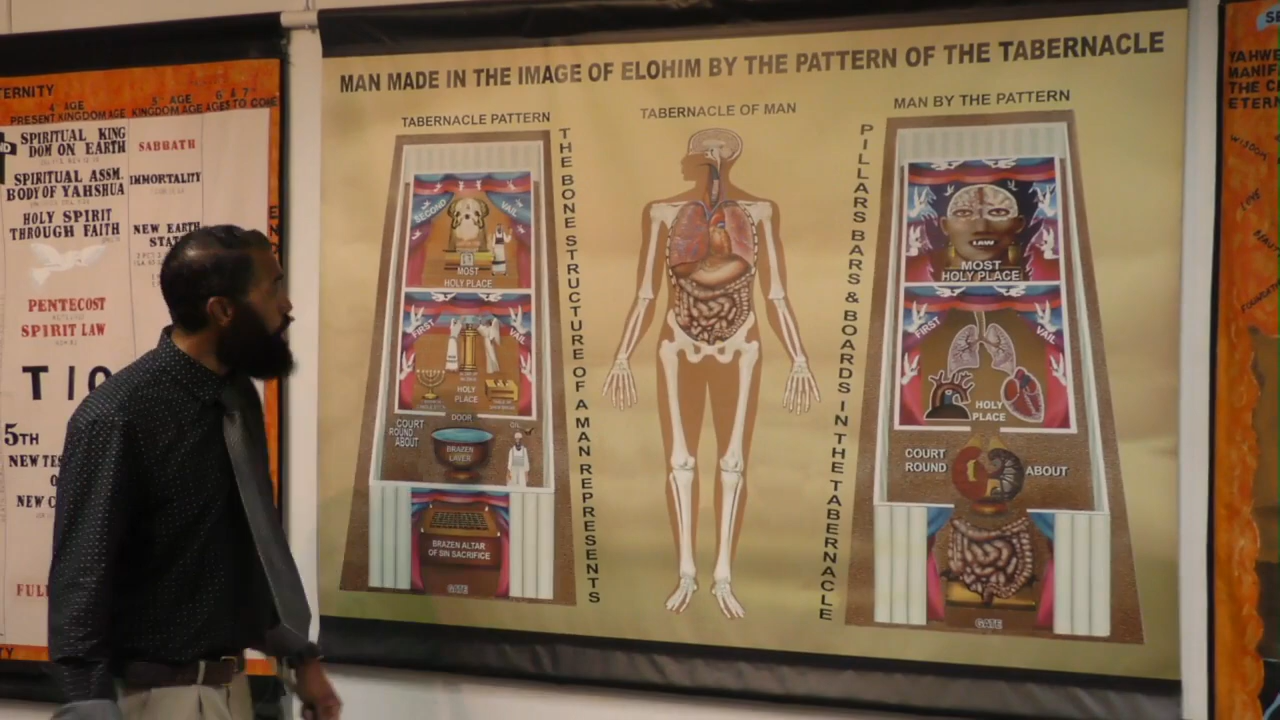 ETERNITY
4 AGE
PRESENT KINGDOM AGE
5 AGE
KINGDOM AGE
6 & 7
AGES TO COME
SPIRITUAL KING
DOM ON EARTH
SABBATH
SPIRITUAL ASSM.
BODY OF YAHSHUA
IMMORTALITY
HOLY SPIRIT
THROUGH FAITH
NEW EARTH
PENTECOST
SPIRIT LAW
5TH
NEW
NEW
FUL
MAN MADE IN THE IMAGE OF ELOHIM BY THE PATTERN OF THE TABERNACLE
TABERNACLE PATTERN
SECOND VAIL
MOST
HOLY PLACE
FIRST VAIL
HOLY
PLACE
DOOR
COURT
ROUND
ABOUT
BRAZEN
LAVER
BRAZEN ALTAR
OF SIN SACRIFICE
GATE
THE BONE STRUCTURE OF A MAN REPRESENTS
TABERNACLE OF MAN
PILLARS BARS & BOARDS IN THE TABERNACLE
MAN BY THE PATTERN
LAW
MOST
HOLY PLACE
FIRST VAIL
HOLY
PLACE
COURT
ROUND
ABOUT
GATE
YAHWE
MANIF
THE C
ETER
WISDOM
LOVE